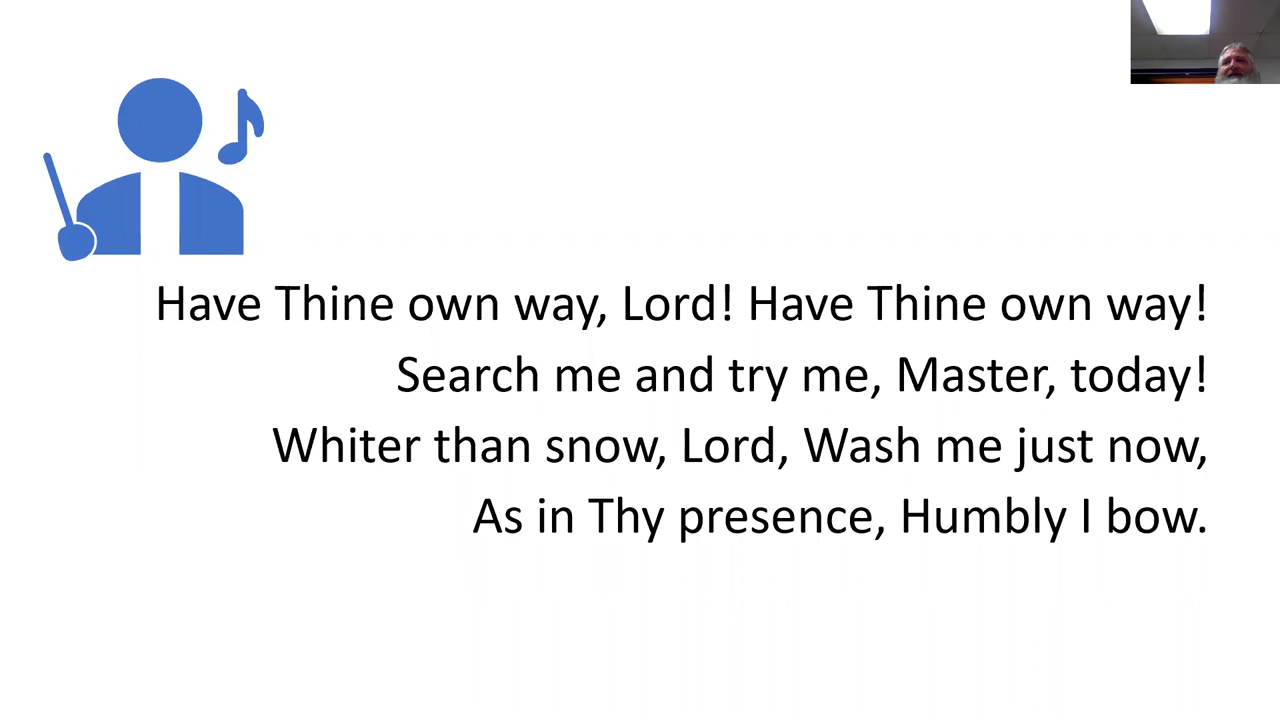 Have Thine own way, Lord! Have Thine own way!
Search me and try me, Master, today!
Whiter than snow, Lord, Wash me just now,
As in Thy presence, Humbly I bow.